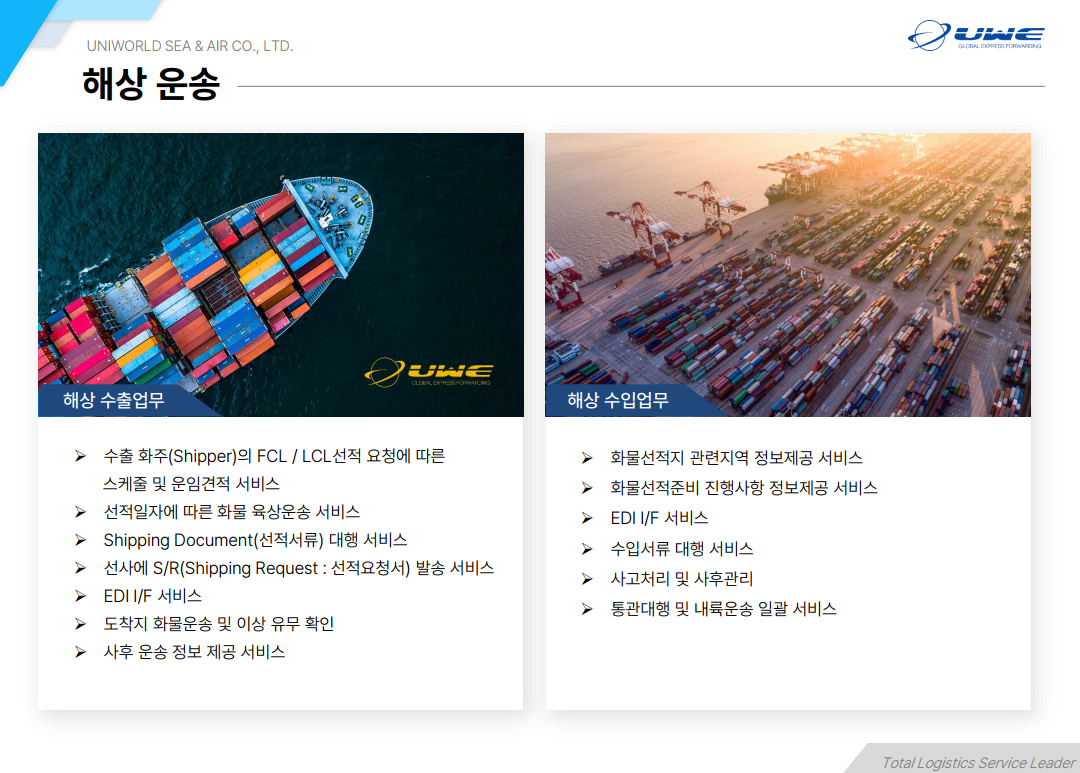 UNIWORLD SEA & AIR CO., LTD.
해상 운송
UWE
GLOBAL EXPRESS FORWARDING
UWE
GLOBAL EXPRESS FORWARDING
해상 수출업무
➢ 수출 화주(Shipper)의 FCL / LCL선적 요청에 따른
스케줄 및 운임견적 서비스
➢ 선적일자에 따른 화물 육상운송 서비스
➢ Shipping Document(선적서류) 대행 서비스
➢ 선사에 S/R(Shipping Request : 선적요청서) 발송 서비스
➢ EDI I/F 서비스
➢ 도착지 화물운송 및 이상 유무 확인
➢ 사후 운송 정보 제공 서비스
해상 수입업무
➢ 화물선적지 관련지역 정보제공 서비스
➢ 화물선적준비 진행사항 정보제공 서비스
➢ EDI I/F 서비스
➢ 수입서류 대행 서비스
➢ 사고처리 및 사후관리
➢ 통관대행 및 내륙운송 일괄 서비스
Total Logistics Service Leader